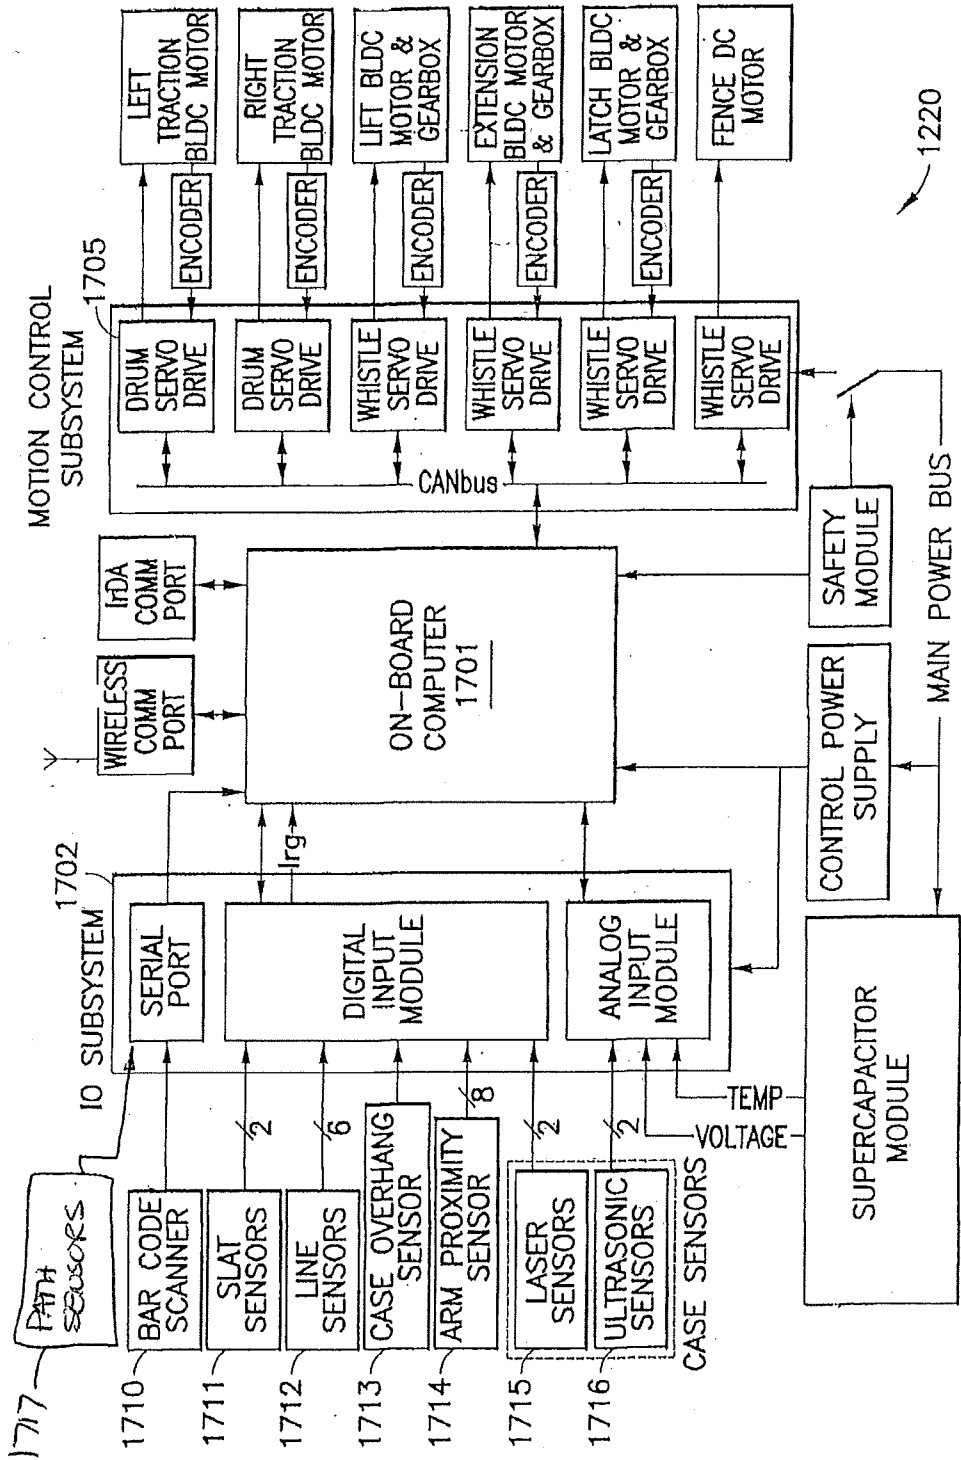 MOTION CONTROL
SUBSYSTEM
1705
LEFT
TRACTION
BLDC MOTOR
RIGHT
TRACTION
BLDC MOTOR
LIFT BLDC
MOTOR &
GEARBOX
EXTENSION
BLDC MOTOR
& GEARBOX
LATCH BLDC
MOTOR &
GEARBOX
FENCE DC
MOTOR
ENCODER
ENCODER
ENCODER
ENCODER
ENCODER
DRUM
SERVO
DRIVE
DRUM
SERVO
DRIVE
WHISTLE
SERVO
DRIVE
WHISTLE
SERVO
DRIVE
WHISTLE
SERVO
DRIVE
WHISTLE
SERVO
DRIVE
CANbus
1220
IrDA
COMM
PORT
WIRELESS
COMM
PORT
ON-BOARD
COMPUTER
1701
SAFETY
MODULE
CONTROL POWER
SUPPLY
MAIN POWER BUS
IO SUBSYSTEM
1702
SERIAL
PORT
DIGITAL
INPUT
MODULE
Irg
ANALOG
INPUT
MODULE
SUPERCAPACITOR
MODULE
TEMP
VOLTAGE
PATH
SENSORS
1717
BAR CODE
SCANNER
1710
SLAT
SENSORS
1711
2
LINE
SENSORS
1712
6
CASE OVERHANG
SENSOR
1713
ARM PROXIMITY
SENSOR
1714
8
LASER
SENSORS
1715
2
ULTRASONIC
SENSORS
1716
2
CASE SENSORS